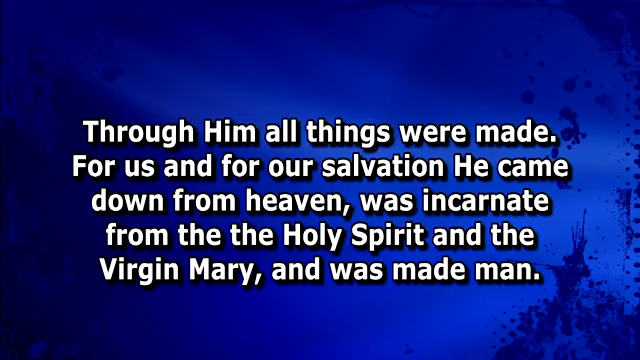 Through Him all things were made.
For us and for our salvation He came
down from heaven, was incarnate
from the the Holy Spirit and the
Virgin Mary, and was made man.